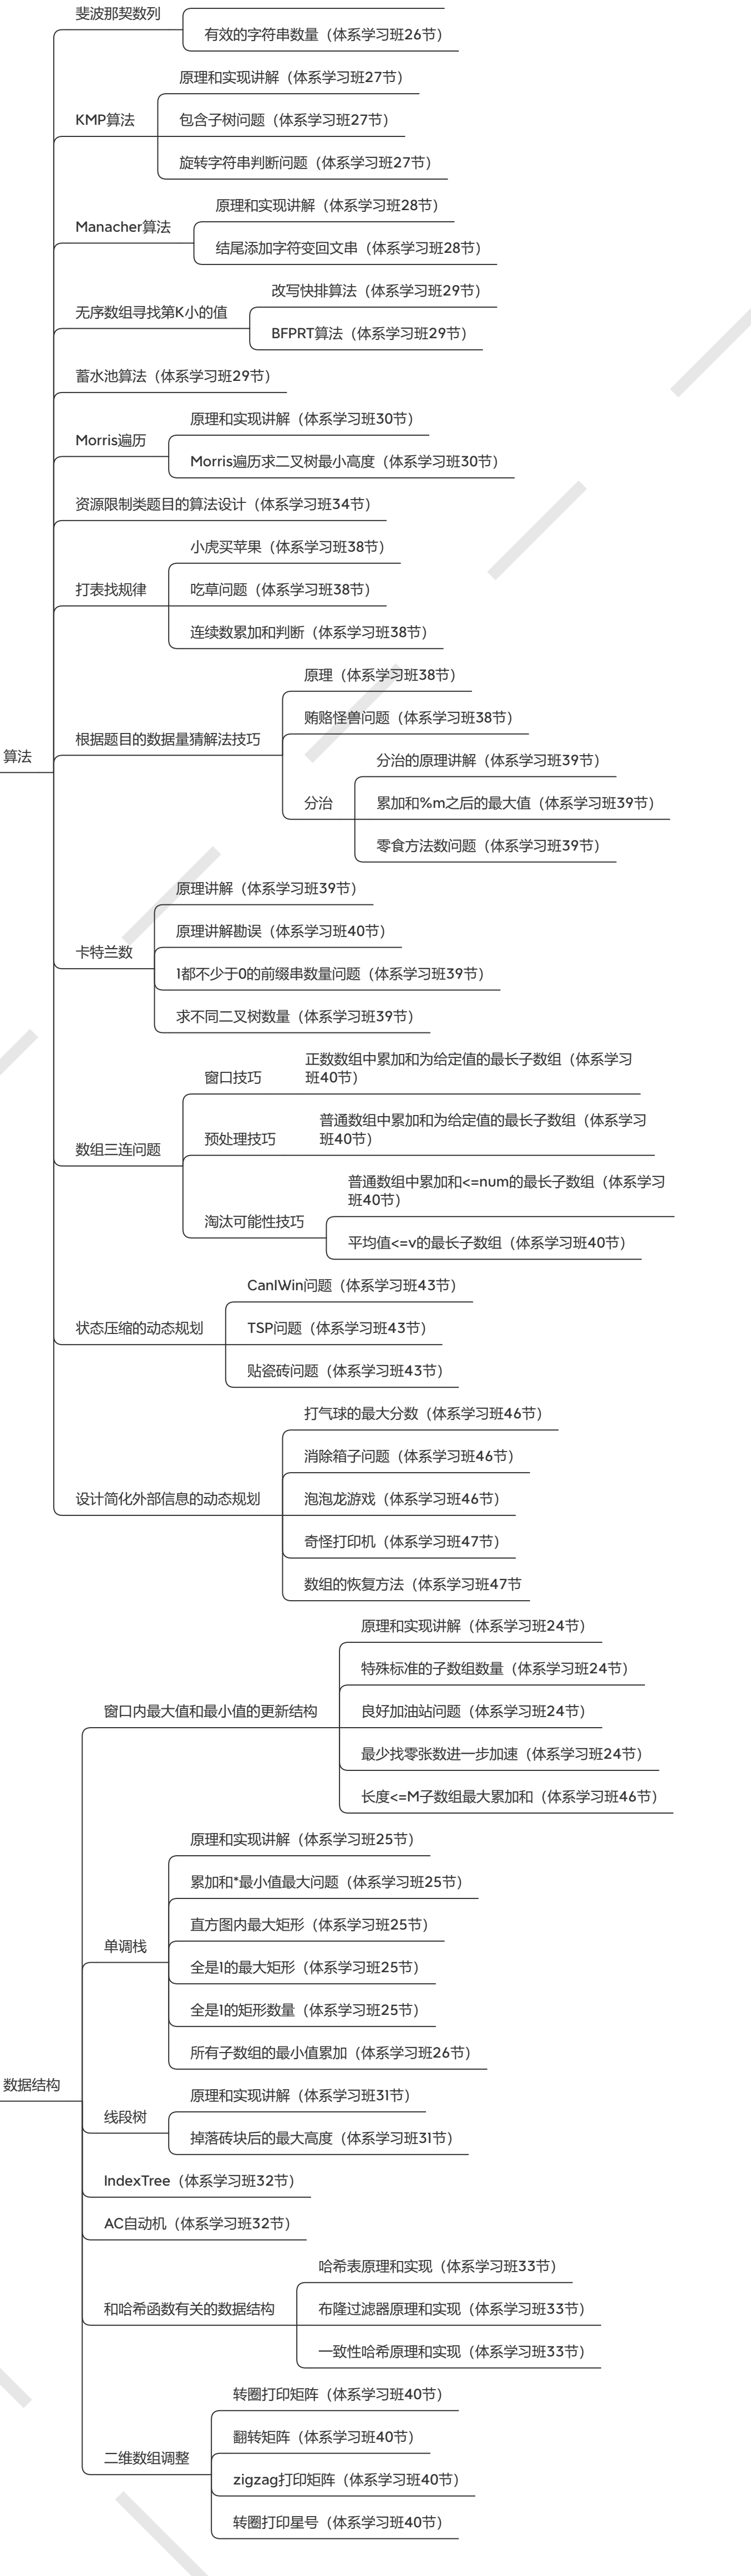 斐波那契数列
有效的字符串数量（体系学习班26节）
原理和实现讲解（体系学习班27节）
KMP算法
包含子树问题（体系学习班27节）
旋转字符串判断问题（体系学习班27节）
原理和实现讲解（体系学习班28节）
Manacher算法
结尾添加字符变回文串（体系学习班28节）
改写快排算法（体系学习班29节）
无序数组寻找第K小的值
BFPRT算法（体系学习班29节）
蓄水池算法（体系学习班29节）
原理和实现讲解（体系学习班30节）
Morris遍历
Morris遍历求二叉树最小高度（体系学习班30节）
资源限制类题目的算法设计（体系学习班34节）
小虎买苹果（体系学习班38节）
打表找规律
吃草问题（体系学习班38节）
连续数累加和判断（体系学习班38节）
原理（体系学习班38节）
贿赂怪兽问题（体系学习班38节）
根据题目的数据量猜解法技巧
算法
分治的原理讲解（体系学习班39节）
分治
累加和%m之后的最大值（体系学习班39节）
零食方法数问题（体系学习班39节）
原理讲解（体系学习班39节）
原理讲解勘误（体系学习班40节）
卡特兰数
1都不少于0的前缀串数量问题（体系学习班39节）
求不同二叉树数量（体系学习班39节）
窗口技巧
正数数组中累加和为给定值的最长子数组（体系学习
班40节）
数组三连问题
预处理技巧
普通数组中累加和为给定值的最长子数组（体系学习
班40节）
淘汰可能性技巧
普通数组中累加和<=num的最长子数组（体系学习
班40节）
平均值<=v的最长子数组（体系学习班40节）
CanIWin问题（体系学习班43节）
状态压缩的动态规划
TSP问题（体系学习班43节）
贴瓷砖问题（体系学习班43节）
打气球的最大分数（体系学习班46节）
消除箱子问题（体系学习班46节）
设计简化外部信息的动态规划
泡泡龙游戏（体系学习班46节）
奇怪打印机（体系学习班47节）
数组的恢复方法（体系学习班47节
原理和实现讲解（体系学习班24节）
特殊标准的子数组数量（体系学习班24节）
窗口内最大值和最小值的更新结构
良好加油站问题（体系学习班24节）
最少找零张数进一步加速（体系学习班24节）
长度<=M子数组最大累加和（体系学习班46节）
原理和实现讲解（体系学习班25节）
累加和*最小值最大问题（体系学习班25节）
直方图内最大矩形（体系学习班25节）
单调栈
全是1的最大矩形（体系学习班25节）
全是1的矩形数量（体系学习班25节）
所有子数组的最小值累加（体系学习班26节）
数据结构
原理和实现讲解（体系学习班31节）
线段树
掉落砖块后的最大高度（体系学习班31节）
IndexTree（体系学习班32节）
AC自动机（体系学习班32节）
哈希表原理和实现（体系学习班33节）
和哈希函数有关的数据结构
布隆过滤器原理和实现（体系学习班33节）
一致性哈希原理和实现（体系学习班33节）
转圈打印矩阵（体系学习班40节）
翻转矩阵（体系学习班40节）
二维数组调整
zigzag打印矩阵（体系学习班40节）
转圈打印星号（体系学习班40节）